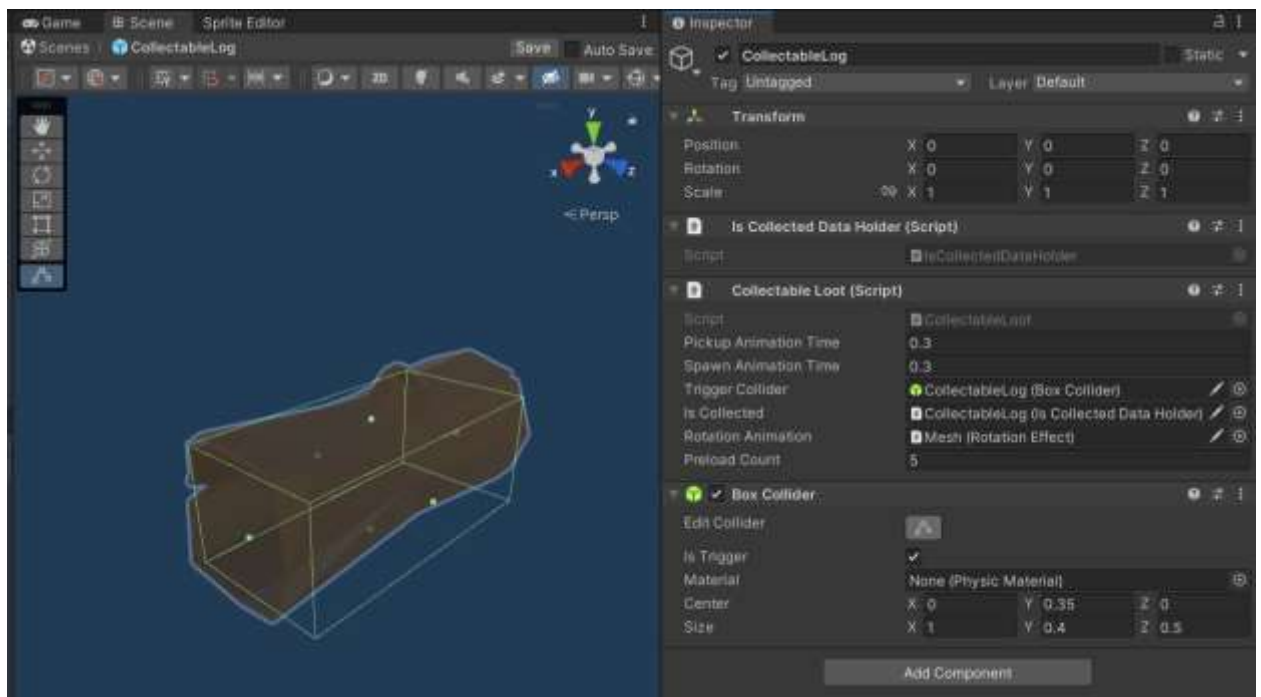 Game Scene Sprite Editor
Scenes CollectableLog Save Auto Save
2D
y
x z
Persp
Inspector
CollectableLog Static
Tag Untagged Layer Default
Transform
Position X 0 Y 0 Z 0
Rotation X 0 Y 0 Z 0
Scale X 1 Y 1 Z 1
Is Collected Data Holder (Script)
Script IsCollectedDataHolder
Collectable Loot (Script)
Script CollectableLoot
Pickup Animation Time 0.3
Spawn Animation Time 0.3
Trigger Collider CollectableLog (Box Collider)
Is Collected CollectableLog (Is Collected Data Holder)
Rotation Animation Mesh (Rotation Effect)
Preload Count 5
Box Collider
Edit Collider
Is Trigger
Material None (Physic Material)
Center X 0 Y 0.35 Z 0
Size X 1 Y 0.4 Z 0.5
Add Component